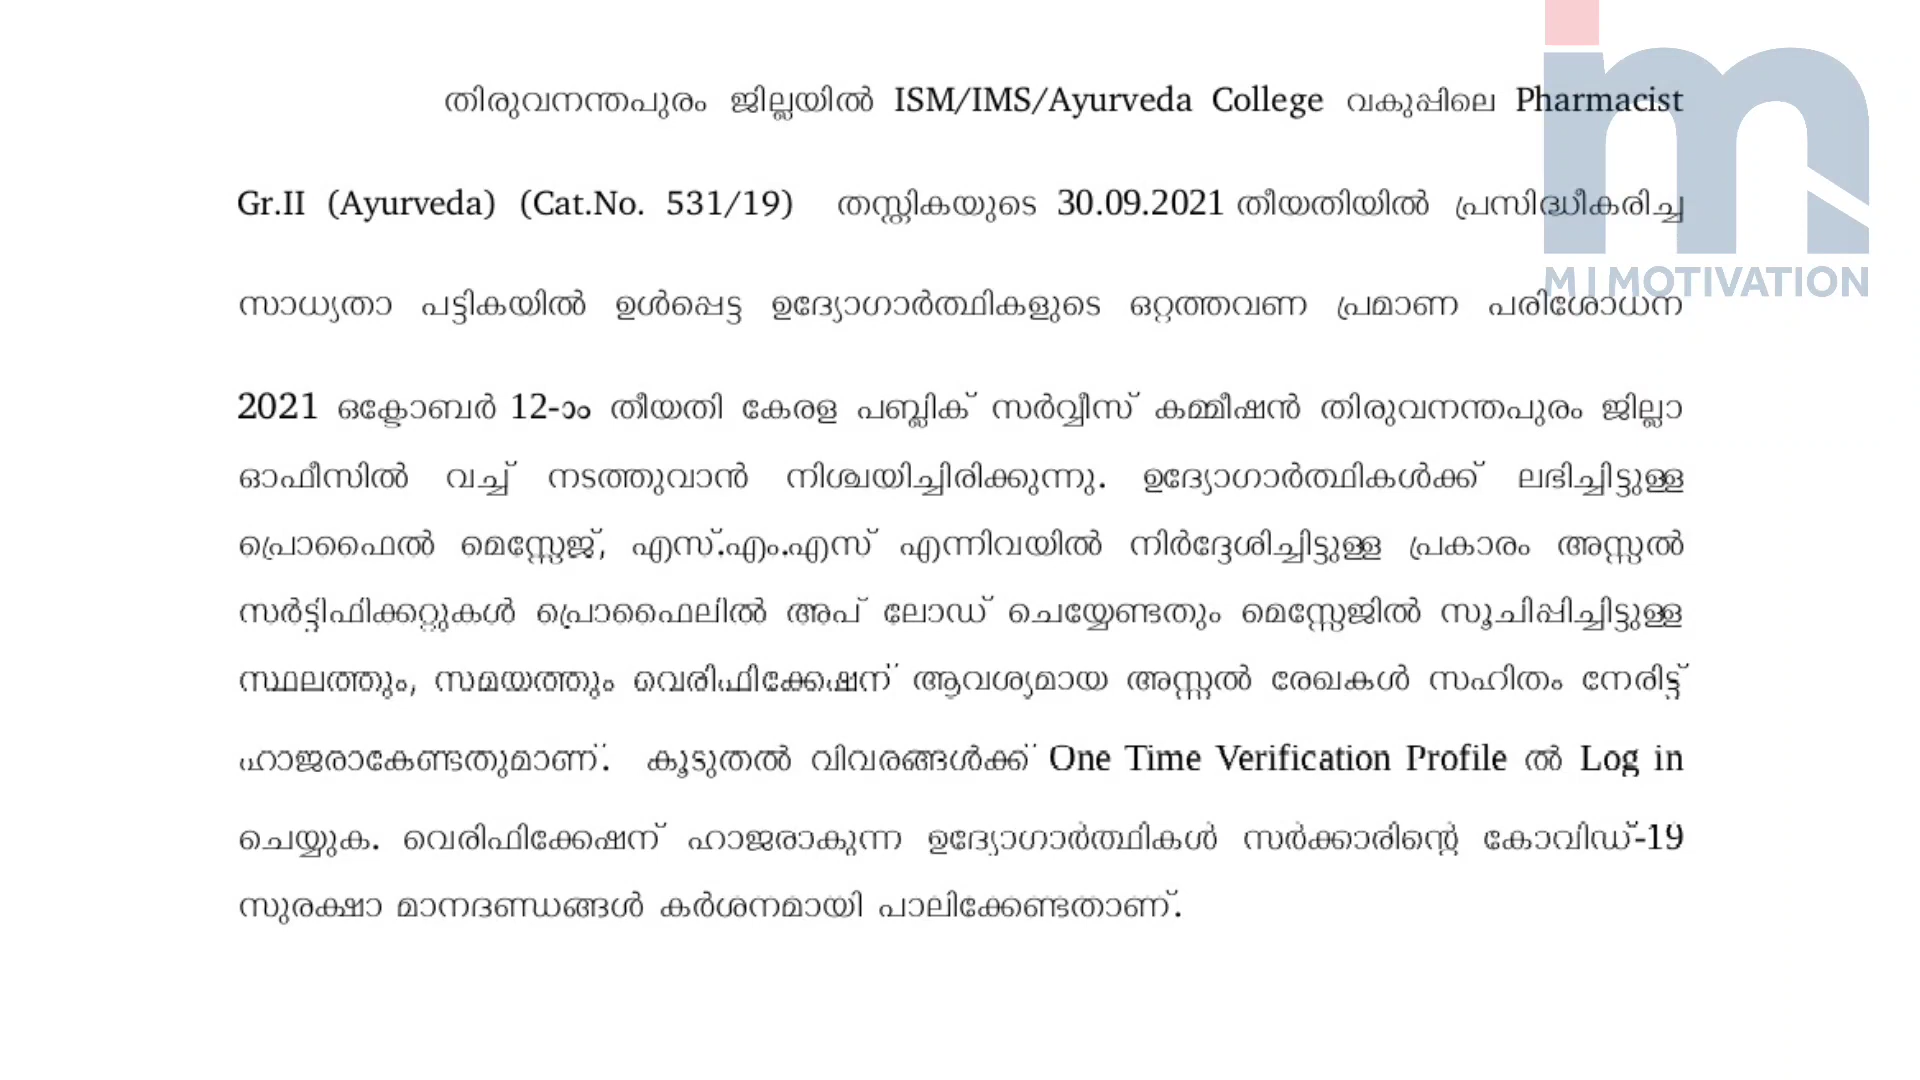 തിരുവനന്തപുരം ജില്ലയിൽ ISM/IMS/Ayurveda College വകുപ്പിലെ Pharmacist
Gr.II (Ayurveda) (Cat.No. 531/19) തസ്തികയുടെ 30.09.2021 തീയതിയിൽ പ്രസിദ്ധീകരിച്ച
സാധ്യതാ പട്ടികയിൽ ഉൾപ്പെട്ട ഉദ്യോഗാർത്ഥികളുടെ ഒറ്റത്തവണ പ്രമാണ പരിശോധന
2021 ഒക്ടോബർ 12-ാം തീയതി കേരള പബ്ലിക് സർവ്വീസ് കമ്മീഷൻ തിരുവനന്തപുരം ജില്ലാ
ഓഫീസിൽ വച്ച് നടത്തുവാൻ നിശ്ചയിച്ചിരിക്കുന്നു. ഉദ്യോഗാർത്ഥികൾക്ക് ലഭിച്ചിട്ടുള്ള
പ്രൊഫൈൽ മെസ്സേജ്, എസ്.എം.എസ് എന്നിവയിൽ നിർദ്ദേശിച്ചിട്ടുള്ള പ്രകാരം അസ്സൽ
സർട്ടിഫിക്കറ്റുകൾ പ്രൊഫൈലിൽ അപ് ലോഡ് ചെയ്യേണ്ടതും മെസ്സേജിൽ സൂചിപ്പിച്ചിട്ടുള്ള
സ്ഥലത്തും, സമയത്തും വെരിഫിക്കേഷന് ആവശ്യമായ അസ്സൽ രേഖകൾ സഹിതം നേരിട്ട്
ഹാജരാകേണ്ടതുമാണ്. കൂടുതൽ വിവരങ്ങൾക്ക് One Time Verification Profile ൽ Log in
ചെയ്യുക. വെരിഫിക്കേഷന് ഹാജരാകുന്ന ഉദ്യോഗാർത്ഥികൾ സർക്കാരിന്റെ കോവിഡ്-19
സുരക്ഷാ മാനദണ്ഡങ്ങൾ കർശനമായി പാലിക്കേണ്ടതാണ്.
im
M I MOTIVATION